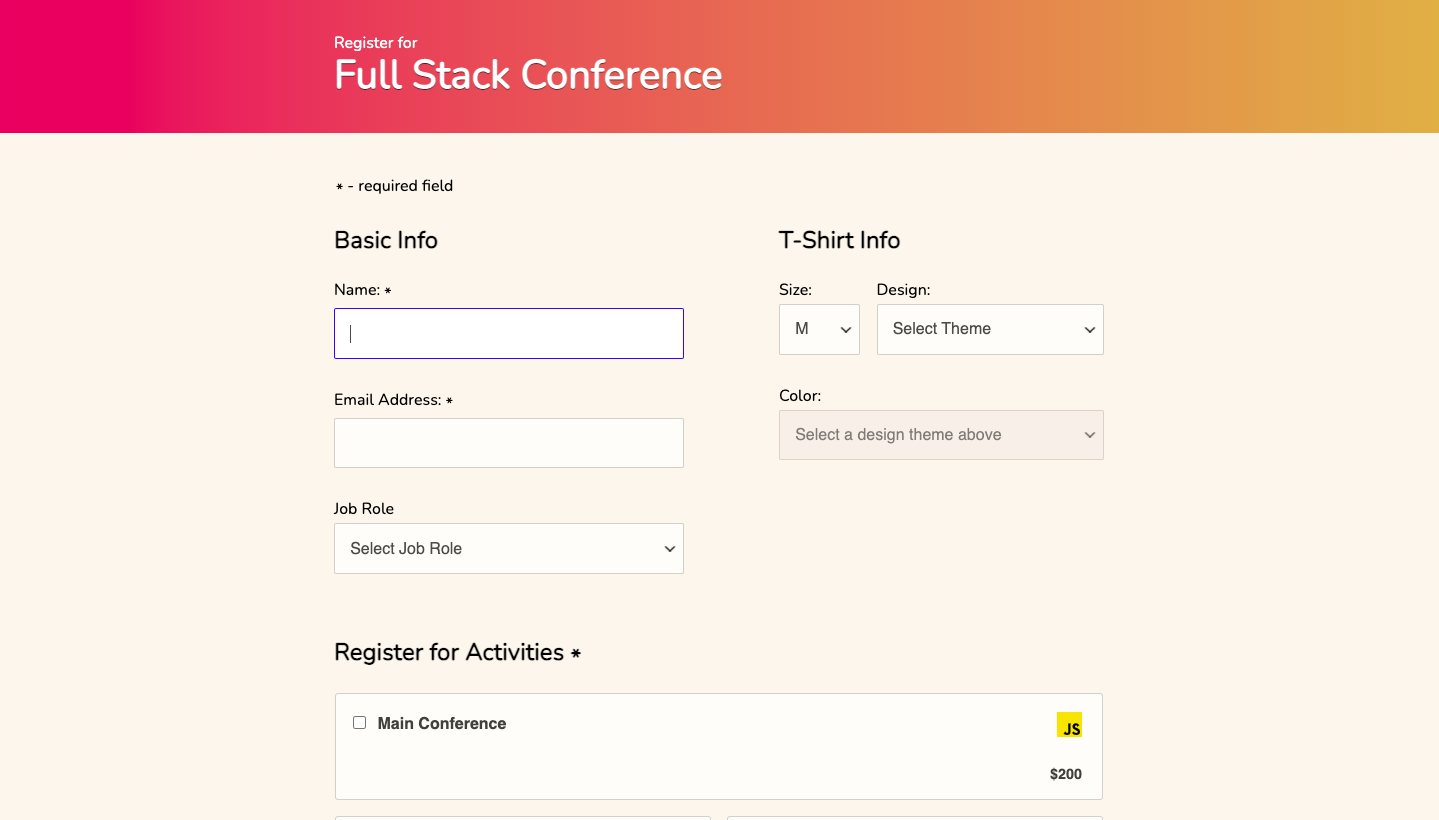 Register for
Full Stack Conference
* - required field
Basic Info
Name: *
Email Address: *
Job Role
Select Job Role
T-Shirt Info
Size:
Design:
M
Select Theme
Color:
Select a design theme above
Register for Activities *
Main Conference
JS
$200